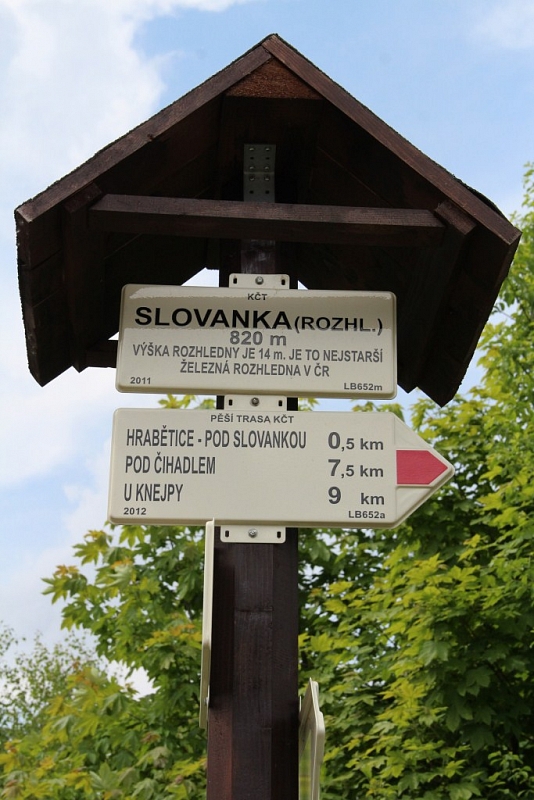 KČT
SLOVANKA (ROZHL.)
820 m
VÝŠKA ROZHLEDNY JE 14 m. JE TO NEJSTARŠÍ
ŽELEZNÁ ROZHLEDNA V ČR
2011 LB652m
PĚŠÍ TRASA KČT
HRABĚTICE - POD SLOVANKOU 0,5 km
POD ČIHADLEM 7,5 km
U KNEJPY 9 km
2012 LB652a